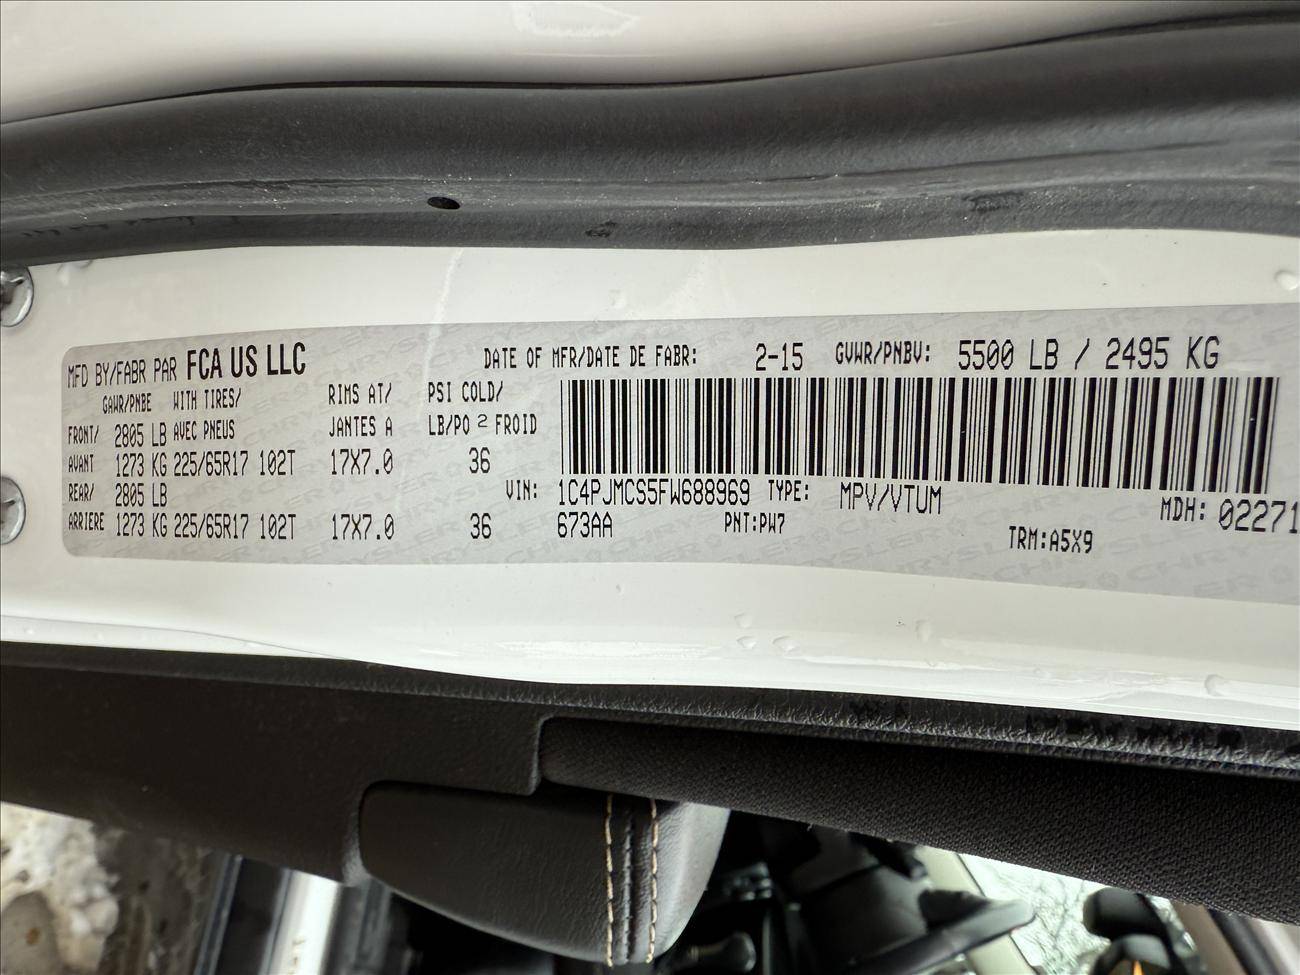 MFD BY/FABR PAR FCA US LLC DATE OF MFR/DATE DE FABR: 2-15 GVWR/PNBV: 5500 LB / 2495 KG
GAWR/PNBE WITH TIRES/ RIMS AT/ PSI COLD/
FRONT/ 2805 LB AVEC PNEUS JANTES A LB/PO 2 FROID
AVANT 1273 KG 225/65R17 102T 17X7.0 36
REAR/ 2805 LB VIN: 1C4PJMCS5FW688969 TYPE: MPV/VTUM MDH: 02271
ARRIERE 1273 KG 225/65R17 102T 17X7.0 36 673AA PNT:PW7 TRM:A5X9